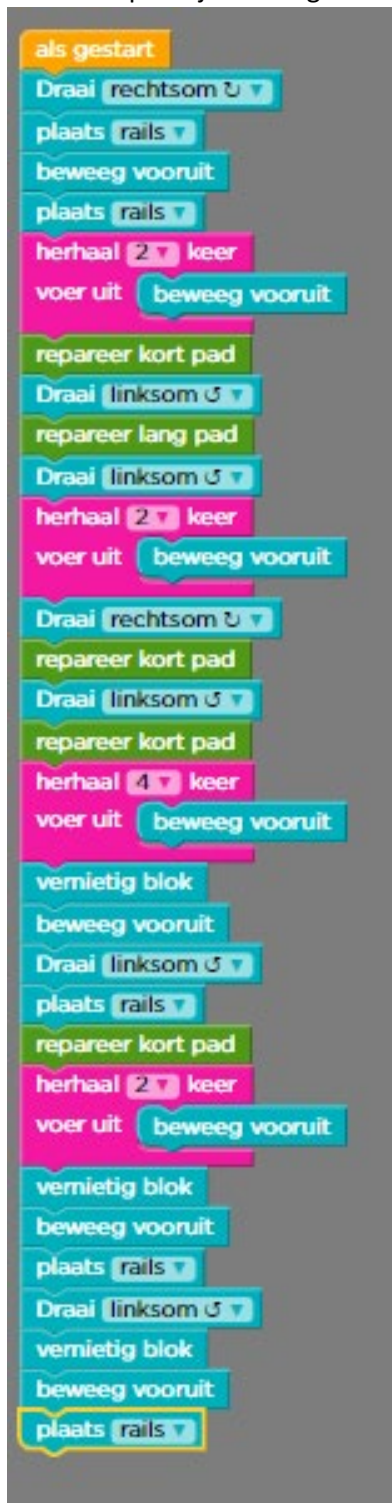 als gestart
Draai rechtsom ↻ ▼
plaats rails ▼
beweeg vooruit
plaats rails ▼
herhaal 2 ▼ keer
voer uit beweeg vooruit
repareer kort pad
Draai linksom ↺ ▼
repareer lang pad
Draai linksom ↺ ▼
herhaal 2 ▼ keer
voer uit beweeg vooruit
Draai rechtsom ↻ ▼
repareer kort pad
Draai linksom ↺ ▼
repareer kort pad
herhaal 4 ▼ keer
voer uit beweeg vooruit
vernietig blok
beweeg vooruit
Draai linksom ↺ ▼
plaats rails ▼
repareer kort pad
herhaal 2 ▼ keer
voer uit beweeg vooruit
vernietig blok
beweeg vooruit
plaats rails ▼
Draai linksom ↺ ▼
vernietig blok
beweeg vooruit
plaats rails ▼